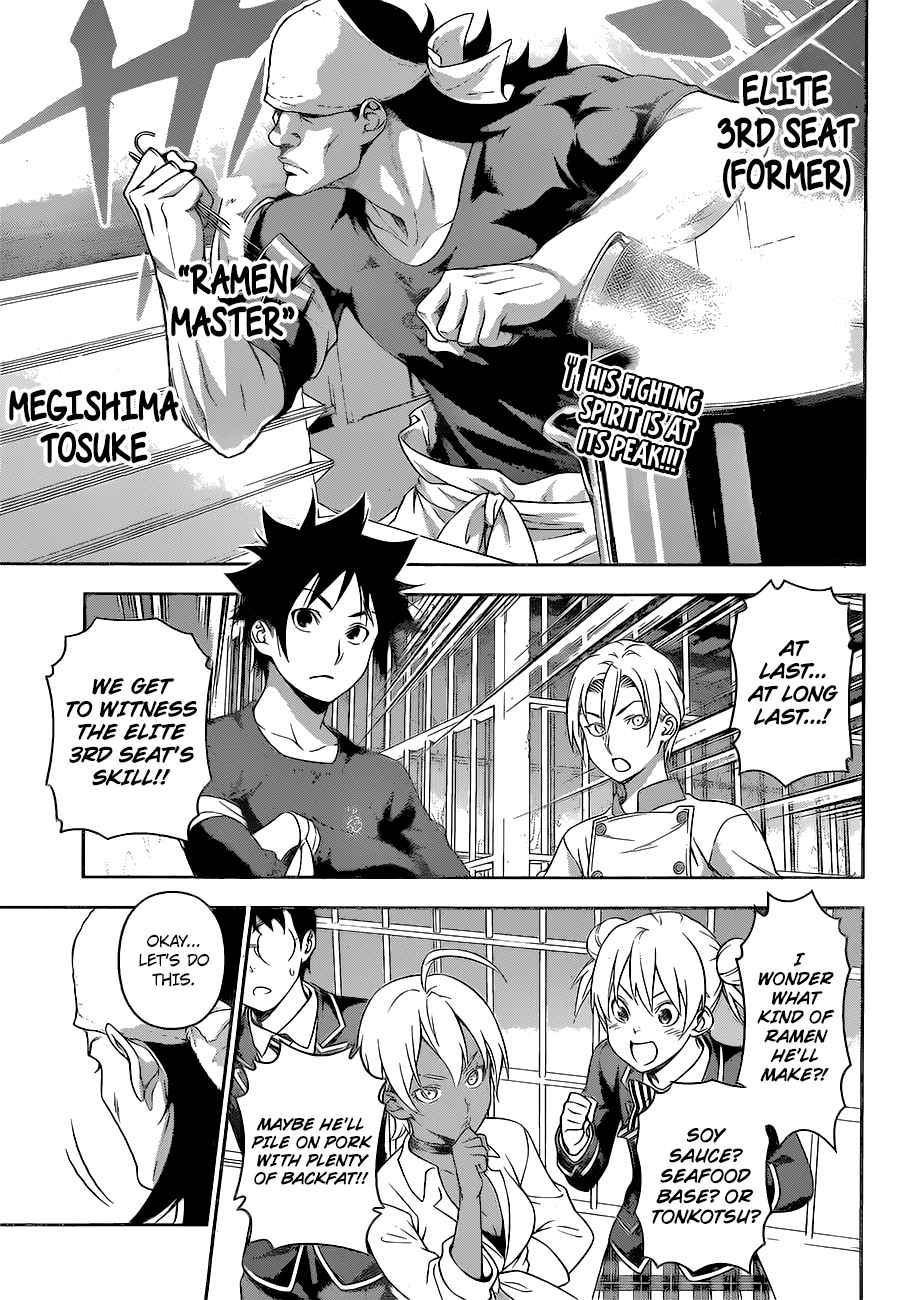 ELITE
3RD SEAT
(FORMER)
"RAMEN
MASTER"
MEGISHIMA
TOSUKE
HIS FIGHTING
SPIRIT IS AT
ITS PEAK!!!
AT
LAST...
AT LONG
LAST...!
WE GET
TO WITNESS
THE ELITE
3RD SEAT'S
SKILL!!
I
WONDER
WHAT
KIND OF
RAMEN
HE'LL
MAKE?!
SOY
SAUCE?
SEAFOOD
BASE? OR
TONKOTSU?
MAYBE HE'LL
PILE ON PORK
WITH PLENTY
OF BACKFAT!!
OKAY...
LET'S DO
THIS.